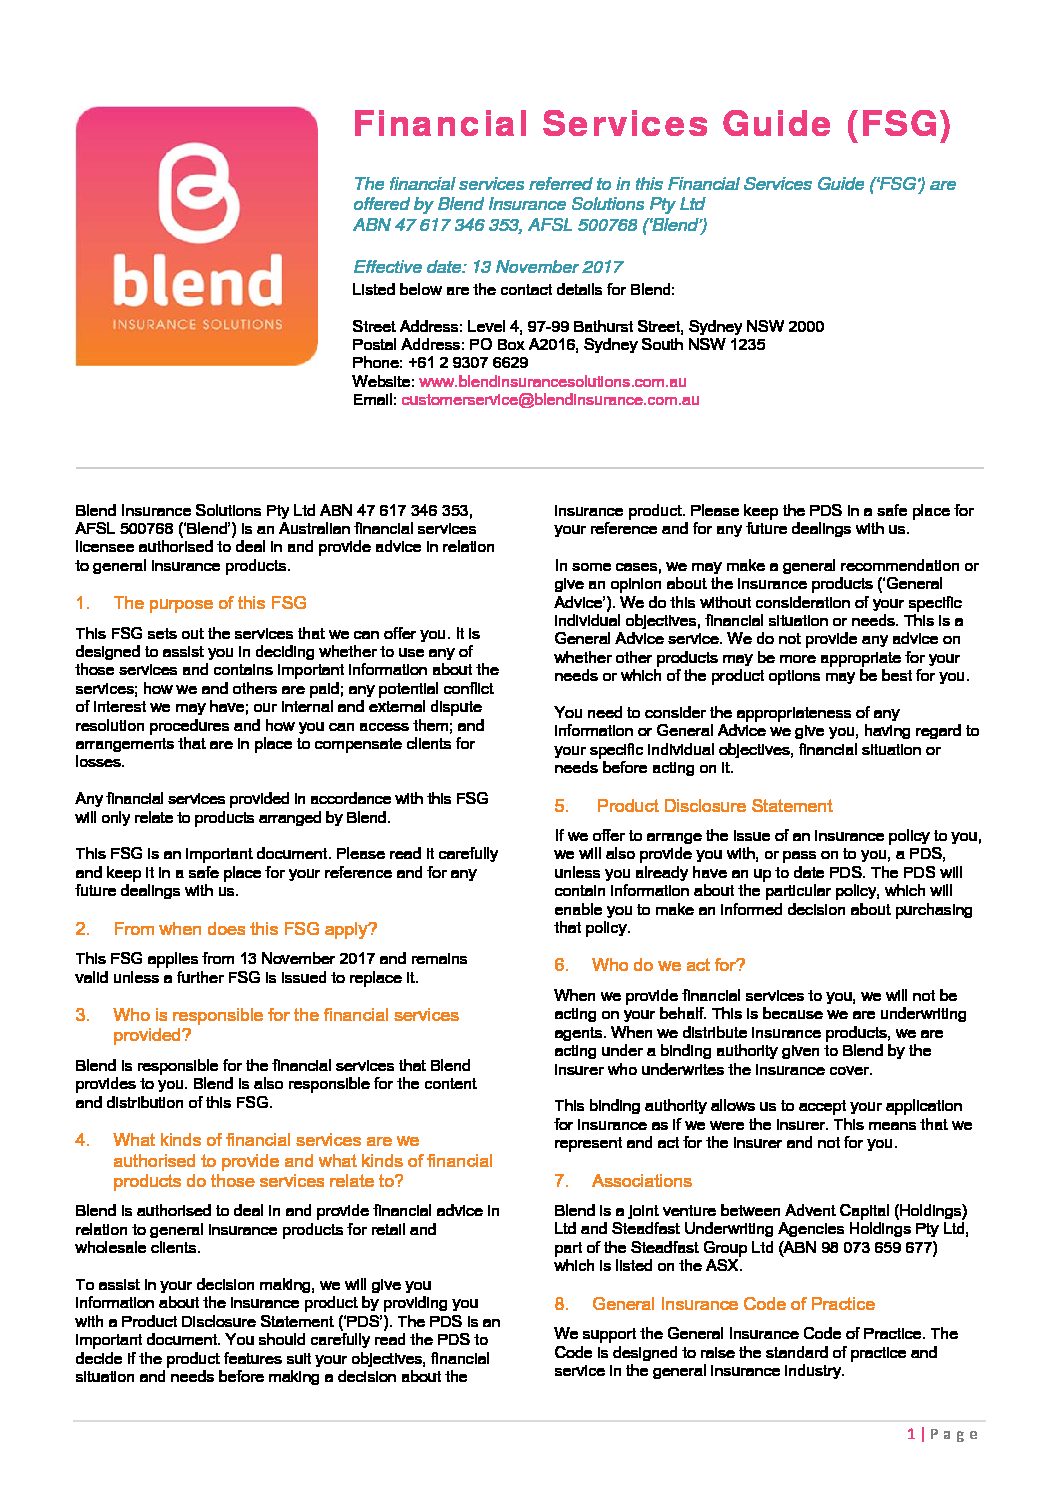 blend
INSURANCE SOLUTIONS
Financial Services Guide (FSG)
The financial services referred to in this Financial Services Guide (‘FSG’) are
offered by Blend Insurance Solutions Pty Ltd
ABN 47 617 346 353, AFSL 500768 (‘Blend’)
Effective date: 13 November 2017
Listed below are the contact details for Blend:
Street Address: Level 4, 97-99 Bathurst Street, Sydney NSW 2000
Postal Address: PO Box A2016, Sydney South NSW 1235
Phone: +61 2 9307 6629
Website: www.blendinsurancesolutions.com.au
Email: customerservice@blendinsurance.com.au
Blend Insurance Solutions Pty Ltd ABN 47 617 346 353,
AFSL 500768 (‘Blend’) is an Australian financial services
licensee authorised to deal in and provide advice in relation
to general insurance products.
1. The purpose of this FSG
This FSG sets out the services that we can offer you. It is
designed to assist you in deciding whether to use any of
those services and contains important information about the
services; how we and others are paid; any potential conflict
of interest we may have; our internal and external dispute
resolution procedures and how you can access them; and
arrangements that are in place to compensate clients for
losses.
Any financial services provided in accordance with this FSG
will only relate to products arranged by Blend.
This FSG is an important document. Please read it carefully
and keep it in a safe place for your reference and for any
future dealings with us.
2. From when does this FSG apply?
This FSG applies from 13 November 2017 and remains
valid unless a further FSG is issued to replace it.
3. Who is responsible for the financial services
provided?
Blend is responsible for the financial services that Blend
provides to you. Blend is also responsible for the content
and distribution of this FSG.
4. What kinds of financial services are we
authorised to provide and what kinds of financial
products do those services relate to?
Blend is authorised to deal in and provide financial advice in
relation to general insurance products for retail and
wholesale clients.
To assist in your decision making, we will give you
information about the insurance product by providing you
with a Product Disclosure Statement (‘PDS’). The PDS is an
important document. You should carefully read the PDS to
decide if the product features suit your objectives, financial
situation and needs before making a decision about the
insurance product. Please keep the PDS in a safe place for
your reference and for any future dealings with us.
In some cases, we may make a general recommendation or
give an opinion about the insurance products (‘General
Advice’). We do this without consideration of your specific
individual objectives, financial situation or needs. This is a
General Advice service. We do not provide any advice on
whether other products may be more appropriate for your
needs or which of the product options may be best for you.
You need to consider the appropriateness of any
information or General Advice we give you, having regard to
your specific individual objectives, financial situation or
needs before acting on it.
5. Product Disclosure Statement
If we offer to arrange the issue of an insurance policy to you,
we will also provide you with, or pass on to you, a PDS,
unless you already have an up to date PDS. The PDS will
contain information about the particular policy, which will
enable you to make an informed decision about purchasing
that policy.
6. Who do we act for?
When we provide financial services to you, we will not be
acting on your behalf. This is because we are underwriting
agents. When we distribute insurance products, we are
acting under a binding authority given to Blend by the
insurer who underwrites the insurance cover.
This binding authority allows us to accept your application
for insurance as if we were the insurer. This means that we
represent and act for the insurer and not for you.
7. Associations
Blend is a joint venture between Advent Capital (Holdings)
Ltd and Steadfast Underwriting Agencies Holdings Pty Ltd,
part of the Steadfast Group Ltd (ABN 98 073 659 677)
which is listed on the ASX.
8. General Insurance Code of Practice
We support the General Insurance Code of Practice. The
Code is designed to raise the standard of practice and
service in the general insurance industry.
1 | Page